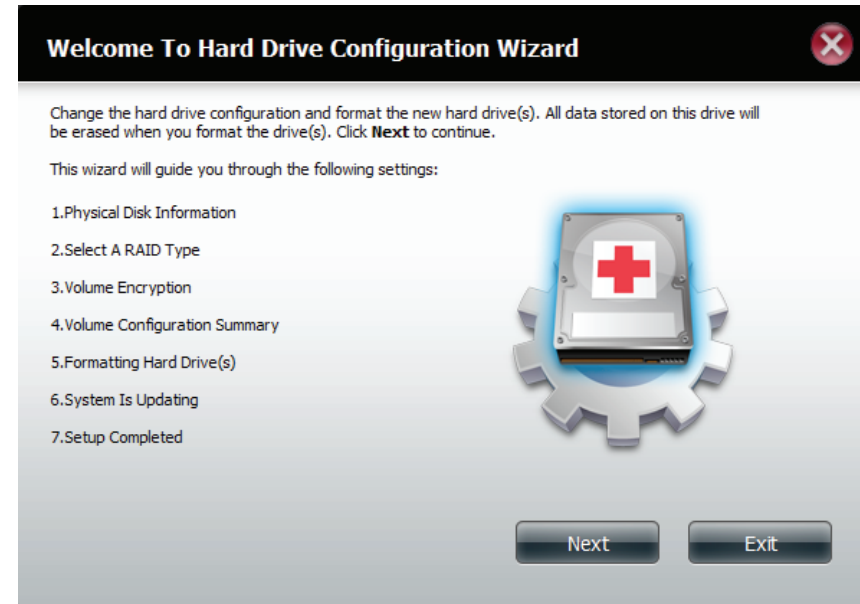 Welcome To Hard Drive Configuration Wizard
Change the hard drive configuration and format the new hard drive(s). All data stored on this drive will
be erased when you format the drive(s). Click Next to continue.
This wizard will guide you through the following settings:
1.Physical Disk Information
2.Select A RAID Type
3.Volume Encryption
4.Volume Configuration Summary
5.Formatting Hard Drive(s)
6.System Is Updating
7.Setup Completed
Next
Exit